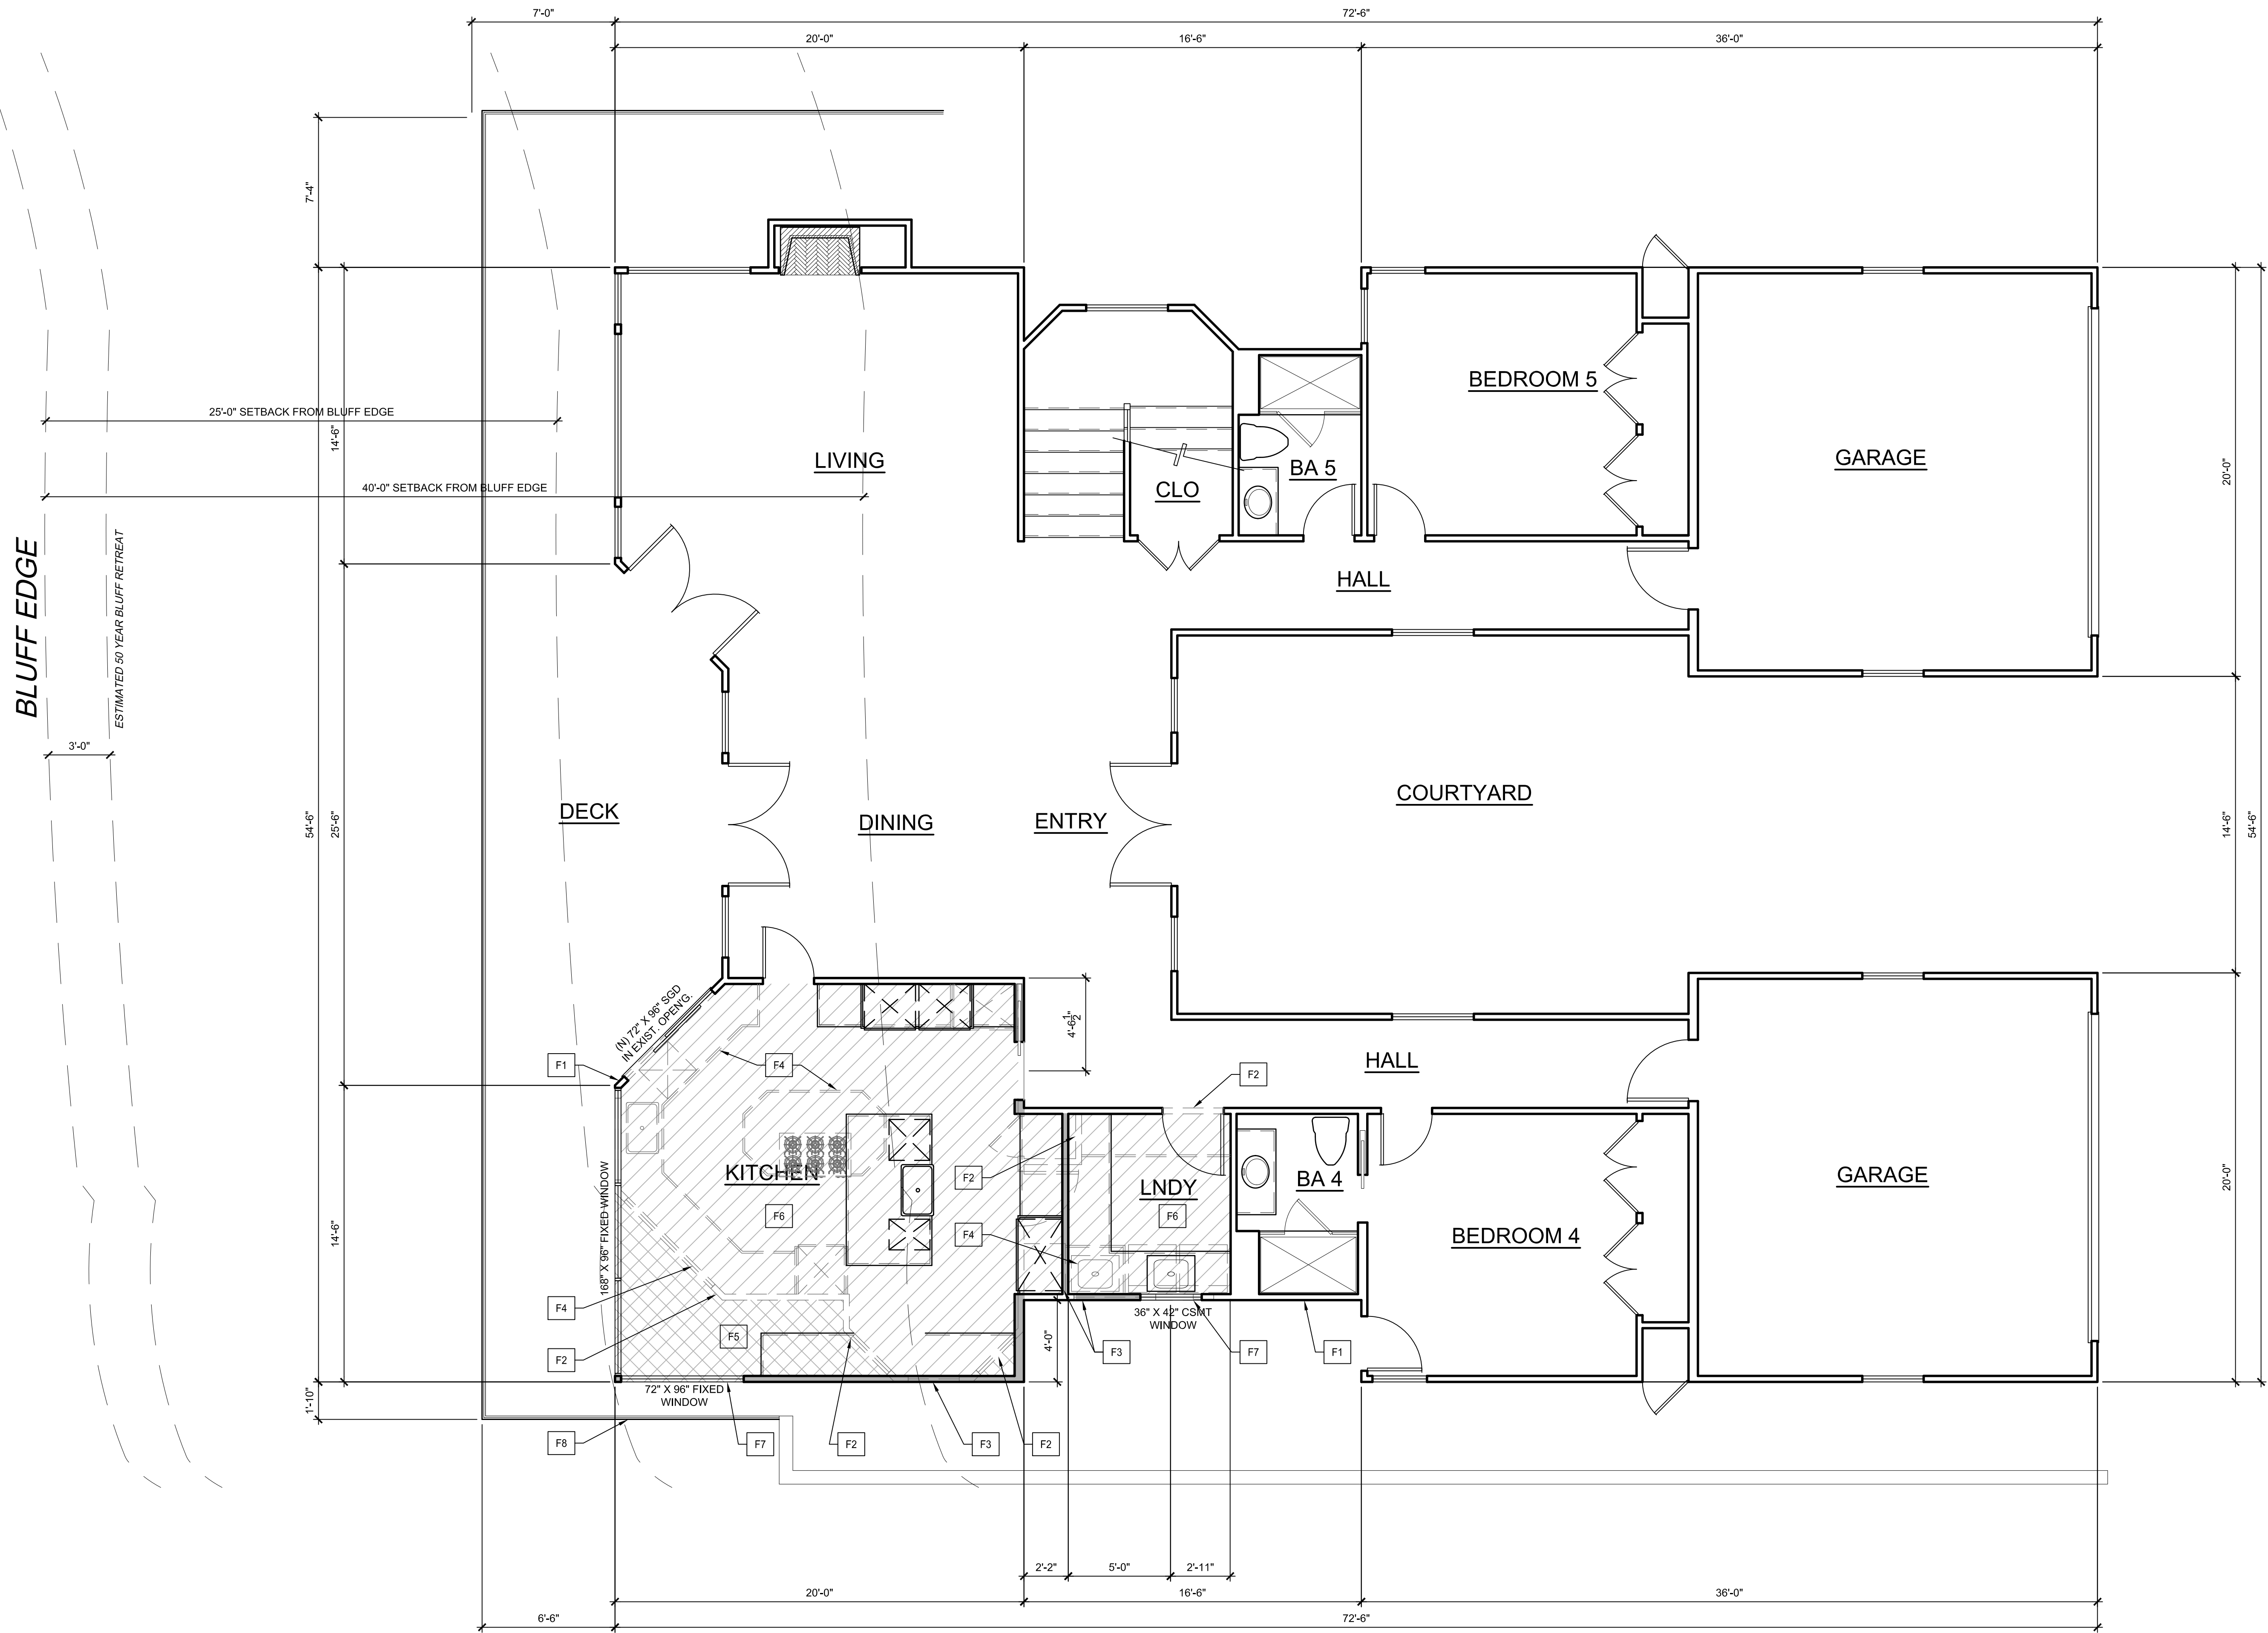 7'-0"
72'-6"
20'-0"
16'-6"
36'-0"
7'-4"
BEDROOM 5
25'-0" SETBACK FROM BLUFF EDGE
14'-6"
LIVING
GARAGE
BA 5
20'-0"
40'-0" SETBACK FROM BLUFF EDGE
CLO
BLUFF EDGE
ESTIMATED 50 YEAR BLUFF RETREAT
HALL
3'-0"
54'-6"
25'-6"
DECK
DINING
ENTRY
COURTYARD
14'-6"
54'-6"
(N) 72" X 96" SGD
IN EXIST. OPEN'G.
4'-6 1/2"
F1
F4
F2
HALL
F2
KITCHEN
LNDY
BA 4
GARAGE
20'-0"
F6
F6
168" X 96" FIXED WINDOW
F4
BEDROOM 4
14'-6"
F4
36" X 42" CSMT
WINDOW
F5
4'-0"
F2
F3
F7
F1
72" X 96" FIXED
WINDOW
1'-10"
F8
F7
F2
F3
F2
2'-2"
5'-0"
2'-11"
20'-0"
16'-6"
36'-0"
6'-6"
72'-6"